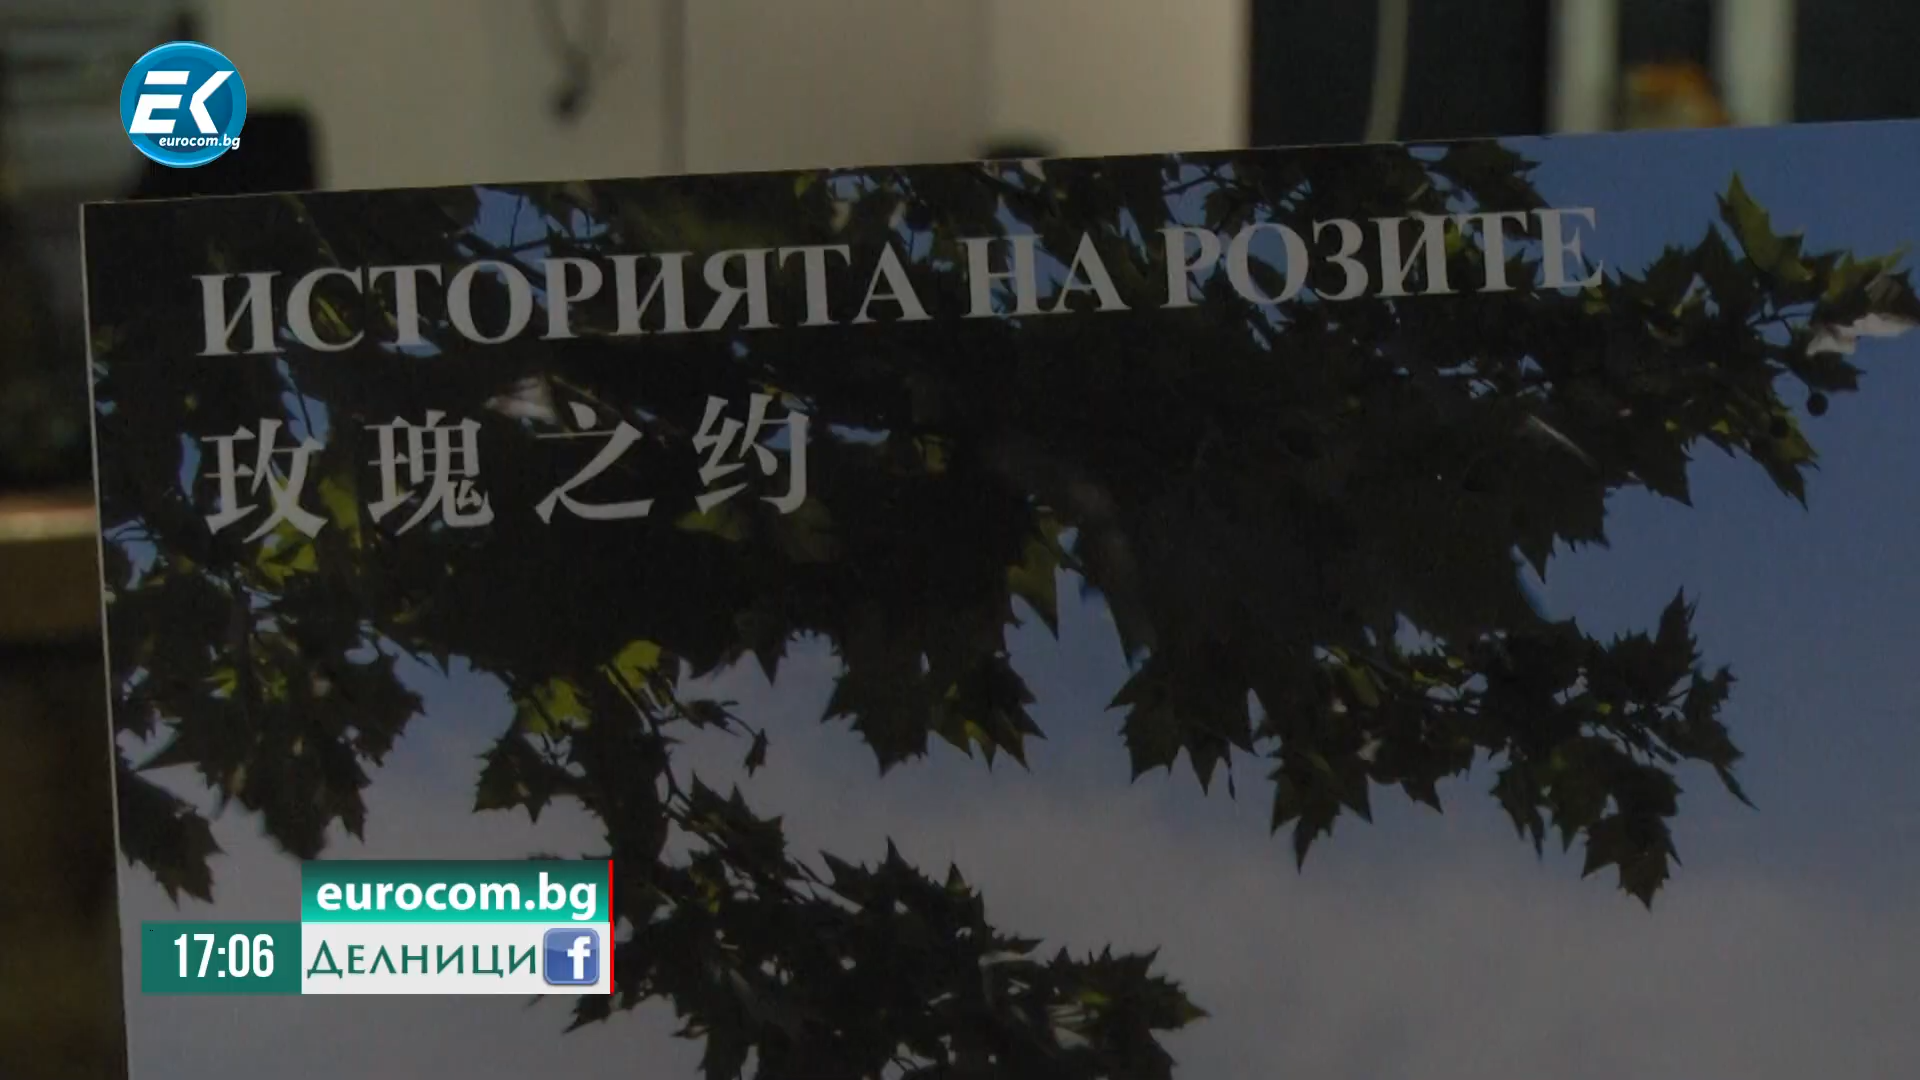 EK
eurocom.bg
ИСТОРИЯТА НА РОЗИТЕ
玫瑰之约
eurocom.bg
17:06 ДЕЛНИЦИ f